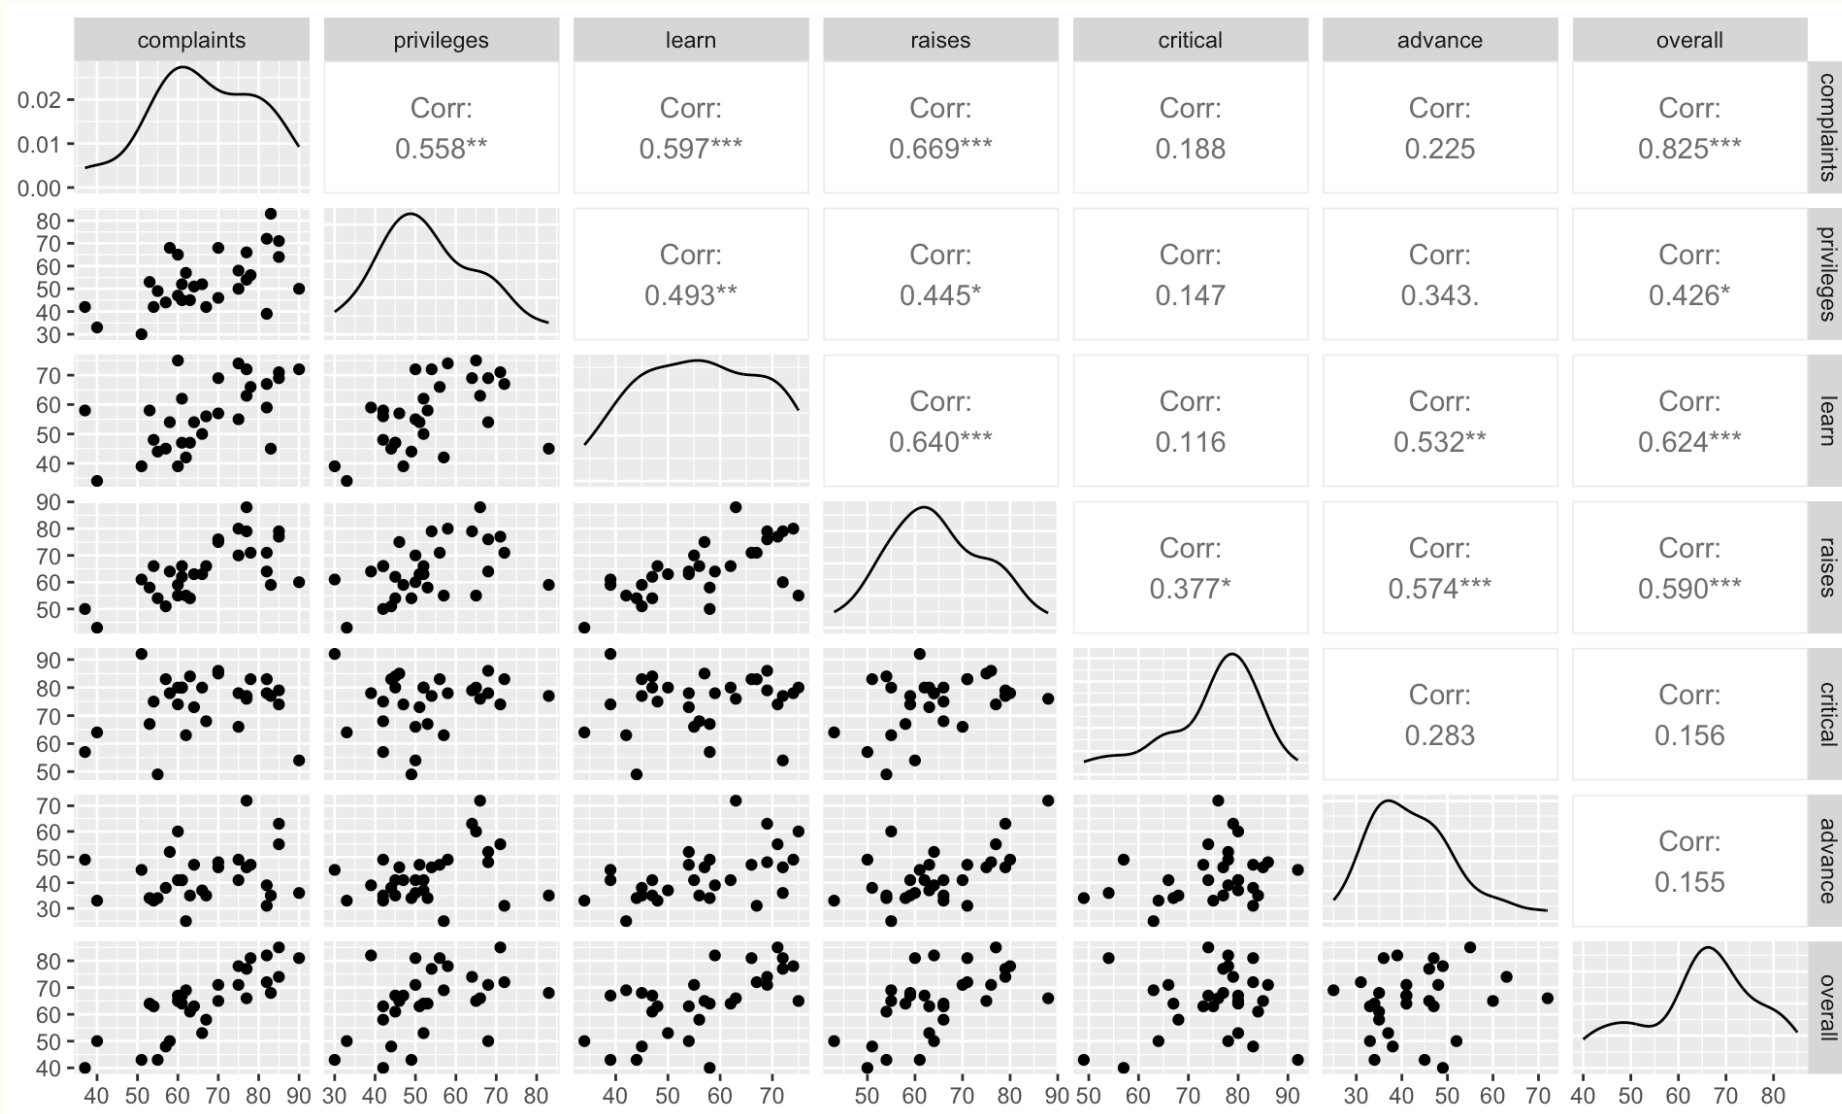 complaints privileges learn raises critical advance overall
0.02
0.01
0.00
Corr:
0.558**
Corr:
0.597***
Corr:
0.669***
Corr:
0.188
Corr:
0.225
Corr:
0.825***
complaints
80
70
60
50
40
30
Corr:
0.493**
Corr:
0.445*
Corr:
0.147
Corr:
0.343.
Corr:
0.426*
privileges
70
60
50
40
Corr:
0.640***
Corr:
0.116
Corr:
0.532**
Corr:
0.624***
learn
90
80
70
60
50
Corr:
0.377*
Corr:
0.574***
Corr:
0.590***
raises
90
80
70
60
50
Corr:
0.283
Corr:
0.156
critical
70
60
50
40
30
Corr:
0.155
advance
80
70
60
50
40
overall
40 50 60 70 80 90 30 40 50 60 70 80 40 50 60 70 50 60 70 80 90 50 60 70 80 90 30 40 50 60 70 40 50 60 70 80